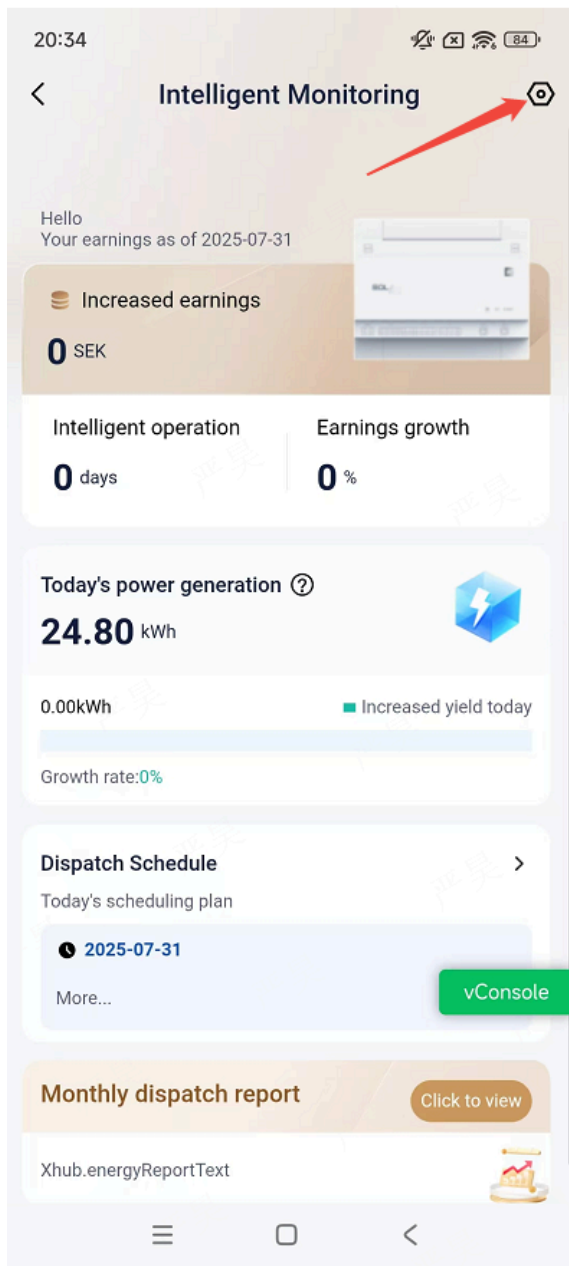 20:34
84
Intelligent Monitoring
Hello
Your earnings as of 2025-07-31
Increased earnings
0 SEK
Intelligent operation
Earnings growth
0 days
0 %
Today's power generation
24.80 kWh
0.00kWh
Increased yield today
Growth rate:0%
Dispatch Schedule
Today's scheduling plan
2025-07-31
More...
vConsole
Monthly dispatch report
Click to view
Xhub.energyReportText
严昊